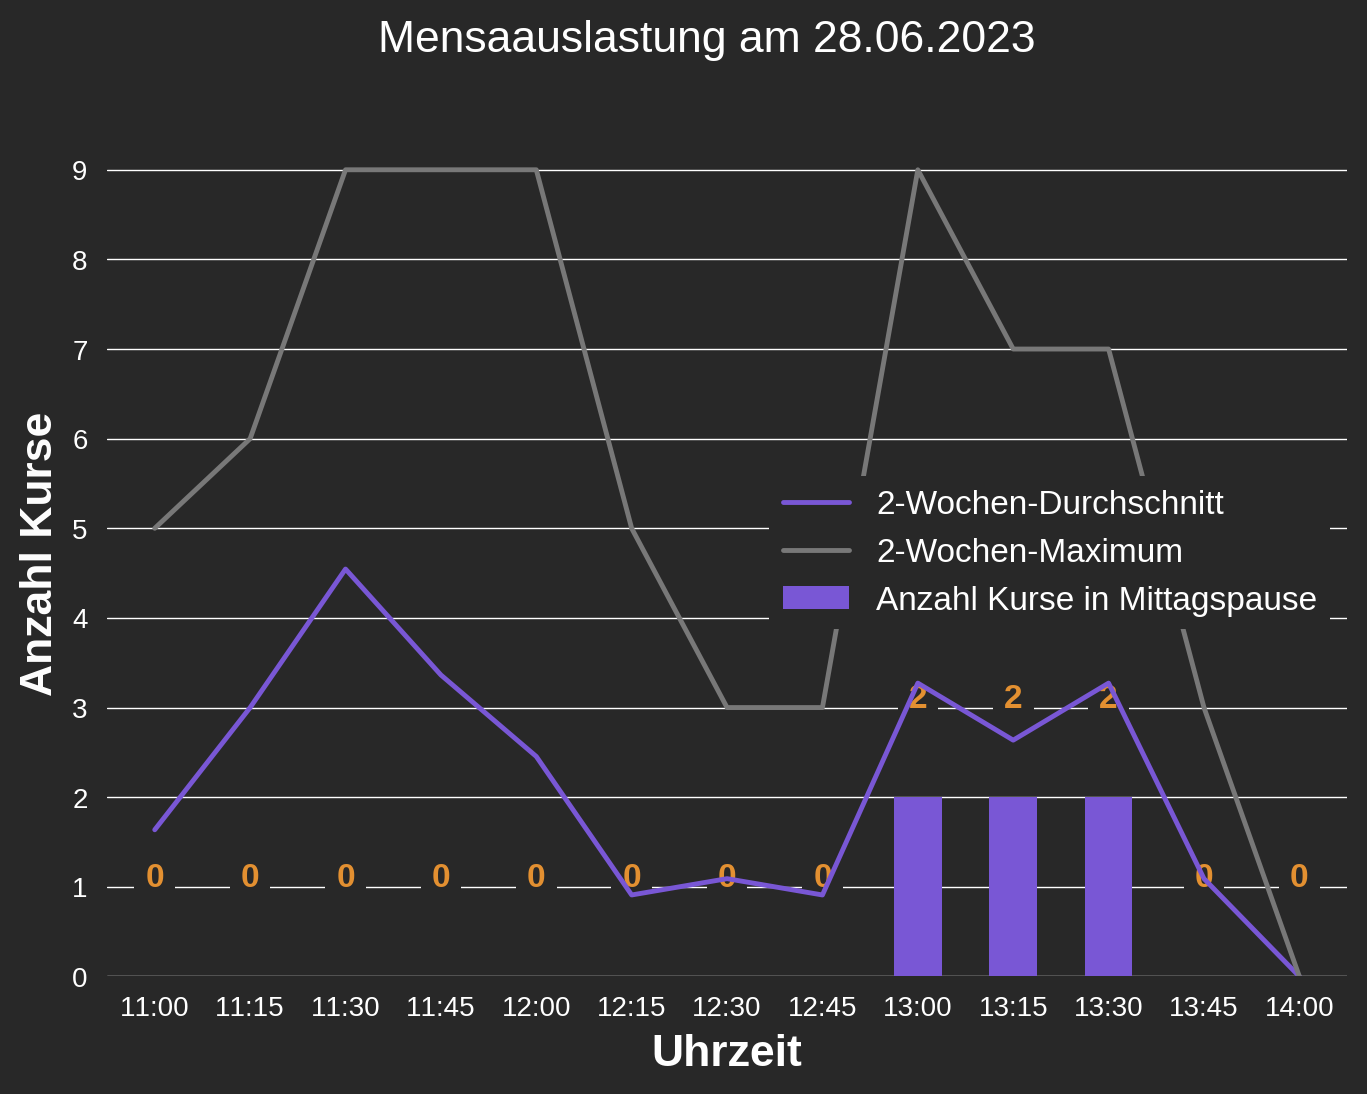 Mensaauslastung am 28.06.2023
9
8
7
6
5
4
3
2
1
0
Anzahl Kurse
2-Wochen-Durchschnitt
2-Wochen-Maximum
Anzahl Kurse in Mittagspause
2 2 2
0 0 0 0 0 0 0 0 0 0
11:00 11:15 11:30 11:45 12:00 12:15 12:30 12:45 13:00 13:15 13:30 13:45 14:00
Uhrzeit